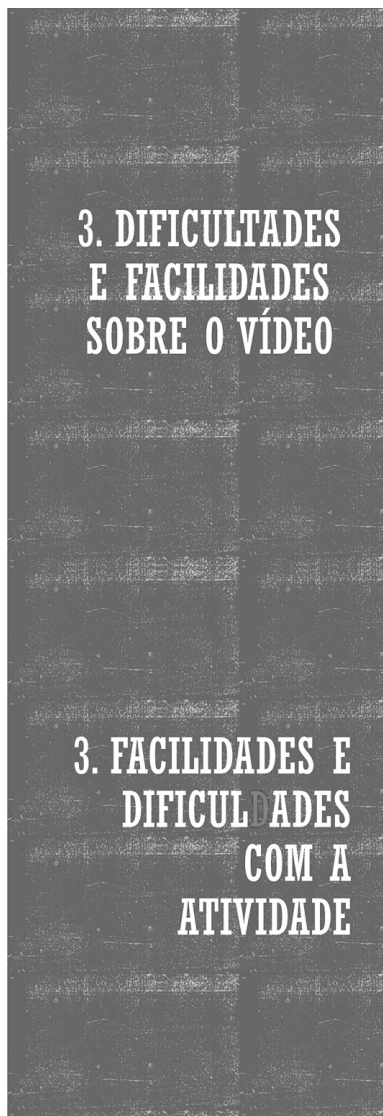 3. DIFICULTADES
E FACILIDADES
SOBRE O VÍDEO
3. FACILIDADES E
DIFICULDADES
COM A
ATIVIDADE